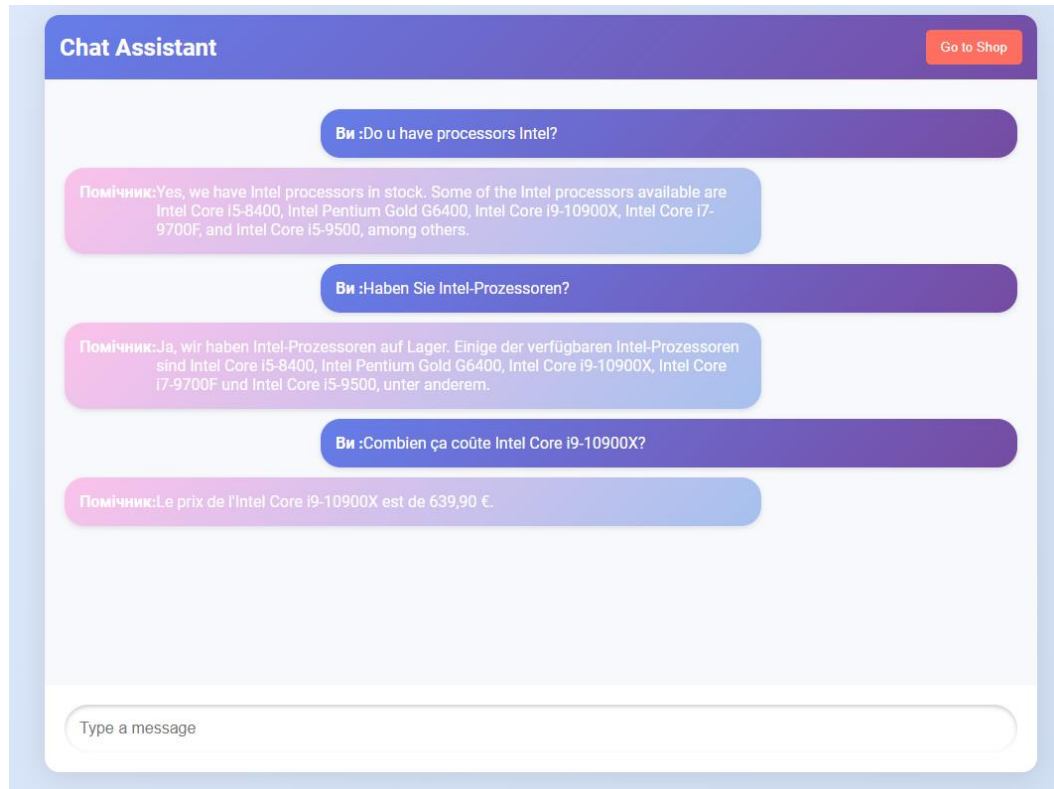 Chat Assistant
Go to Shop
Ви :Do u have processors Intel?
Помічник:Yes, we have Intel processors in stock. Some of the Intel processors available are
Intel Core i5-8400, Intel Pentium Gold G6400, Intel Core i9-10900X, Intel Core i7-
9700F, and Intel Core i5-9500, among others.
Ви :Haben Sie Intel-Prozessoren?
Помічник:Ja, wir haben Intel-Prozessoren auf Lager. Einige der verfügbaren Intel-Prozessoren
sind Intel Core i5-8400, Intel Pentium Gold G6400, Intel Core i9-10900X, Intel Core
i7-9700F und Intel Core i5-9500, unter anderem.
Ви :Combien ça coûte Intel Core i9-10900X?
Помічник:Le prix de l'Intel Core i9-10900X est de 639,90 €.
Type a message